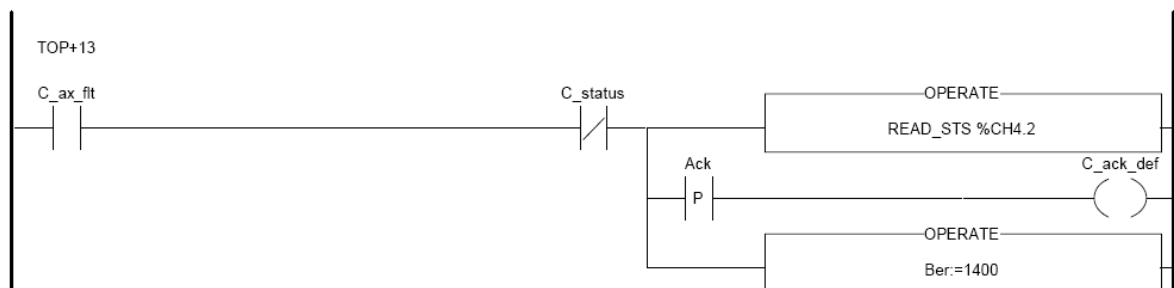 TOP+13
C_ax_flt
C_status
OPERATE
READ_STS %CH4.2
Ack
C_ack_def
P
OPERATE
Ber:=1400